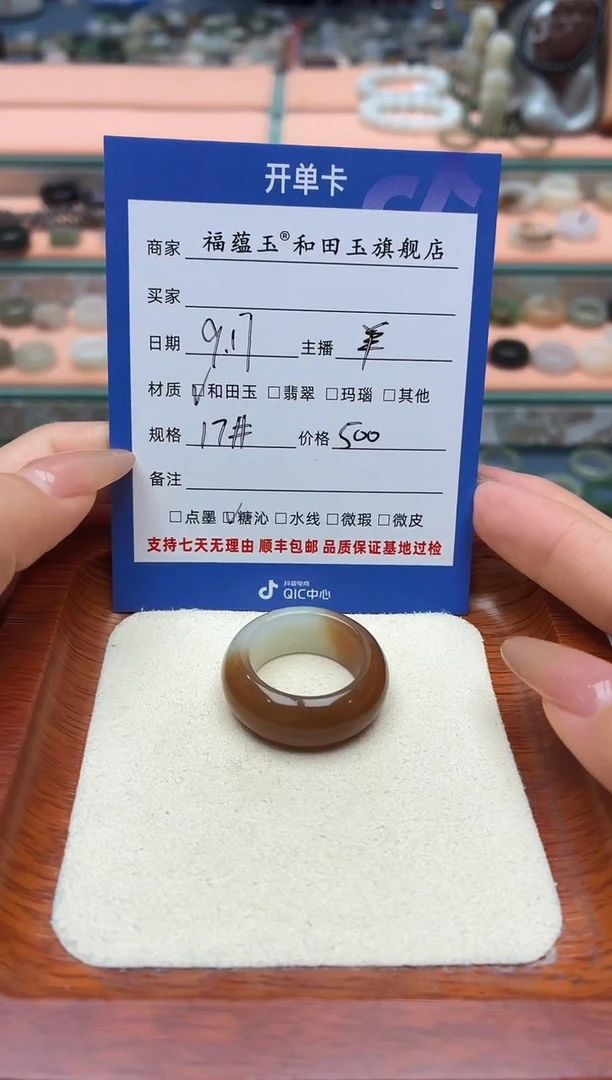 开单卡
商家 福蕴玉®和田玉旗舰店
买家
日期 9.17 主播 羊
材质 ☑和田玉 □翡翠 □玛瑙 □其他
规格 17# 价格 500
备注
□点墨 ☑糖沁 □水线 □微瑕 □微皮
支持七天无理由 顺丰包邮 品质保证基地过检
抖音电商
QIC中心